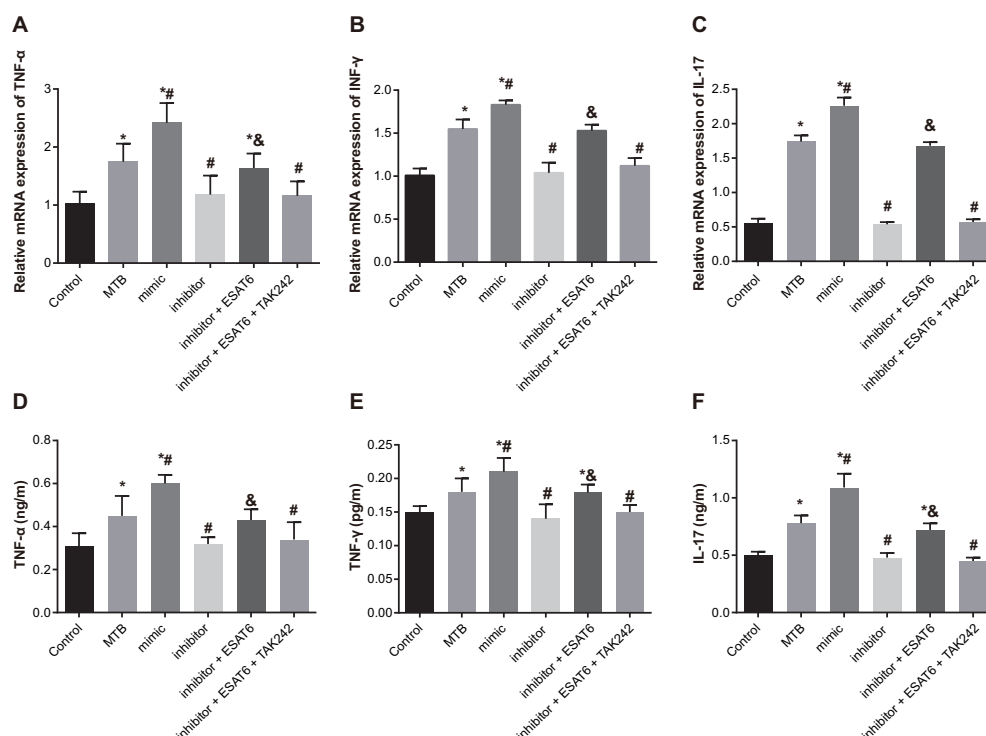 A
Relative mRNA expression of TNF-α
3
2
1
0
*
*#
#
*&
#
Control
MTB
mimic
inhibitor
inhibitor + ESAT6
inhibitor + ESAT6 + TAK242
B
Relative mRNA expression of INF-γ
2.0
1.5
1.0
0.5
0.0
*
*#
#
&
#
Control
MTB
mimic
inhibitor
inhibitor + ESAT6
inhibitor + ESAT6 + TAK242
C
Relative mRNA expression of IL-17
2.5
2.0
1.5
1.0
0.5
0.0
*
*#
#
&
#
Control
MTB
mimic
inhibitor
inhibitor + ESAT6
inhibitor + ESAT6 + TAK242
D
TNF-α (ng/m)
0.8
0.6
0.4
0.2
0.0
*
*#
#
&
#
Control
MTB
mimic
inhibitor
inhibitor + ESAT6
inhibitor + ESAT6 + TAK242
E
TNF-γ (pg/m)
0.25
0.20
0.15
0.10
0.05
0.00
*
*#
#
*&
#
Control
MTB
mimic
inhibitor
inhibitor + ESAT6
inhibitor + ESAT6 + TAK242
F
IL-17 (ng/m)
1.5
1.0
0.5
0.0
*
*#
#
*&
#
Control
MTB
mimic
inhibitor
inhibitor + ESAT6
inhibitor + ESAT6 + TAK242